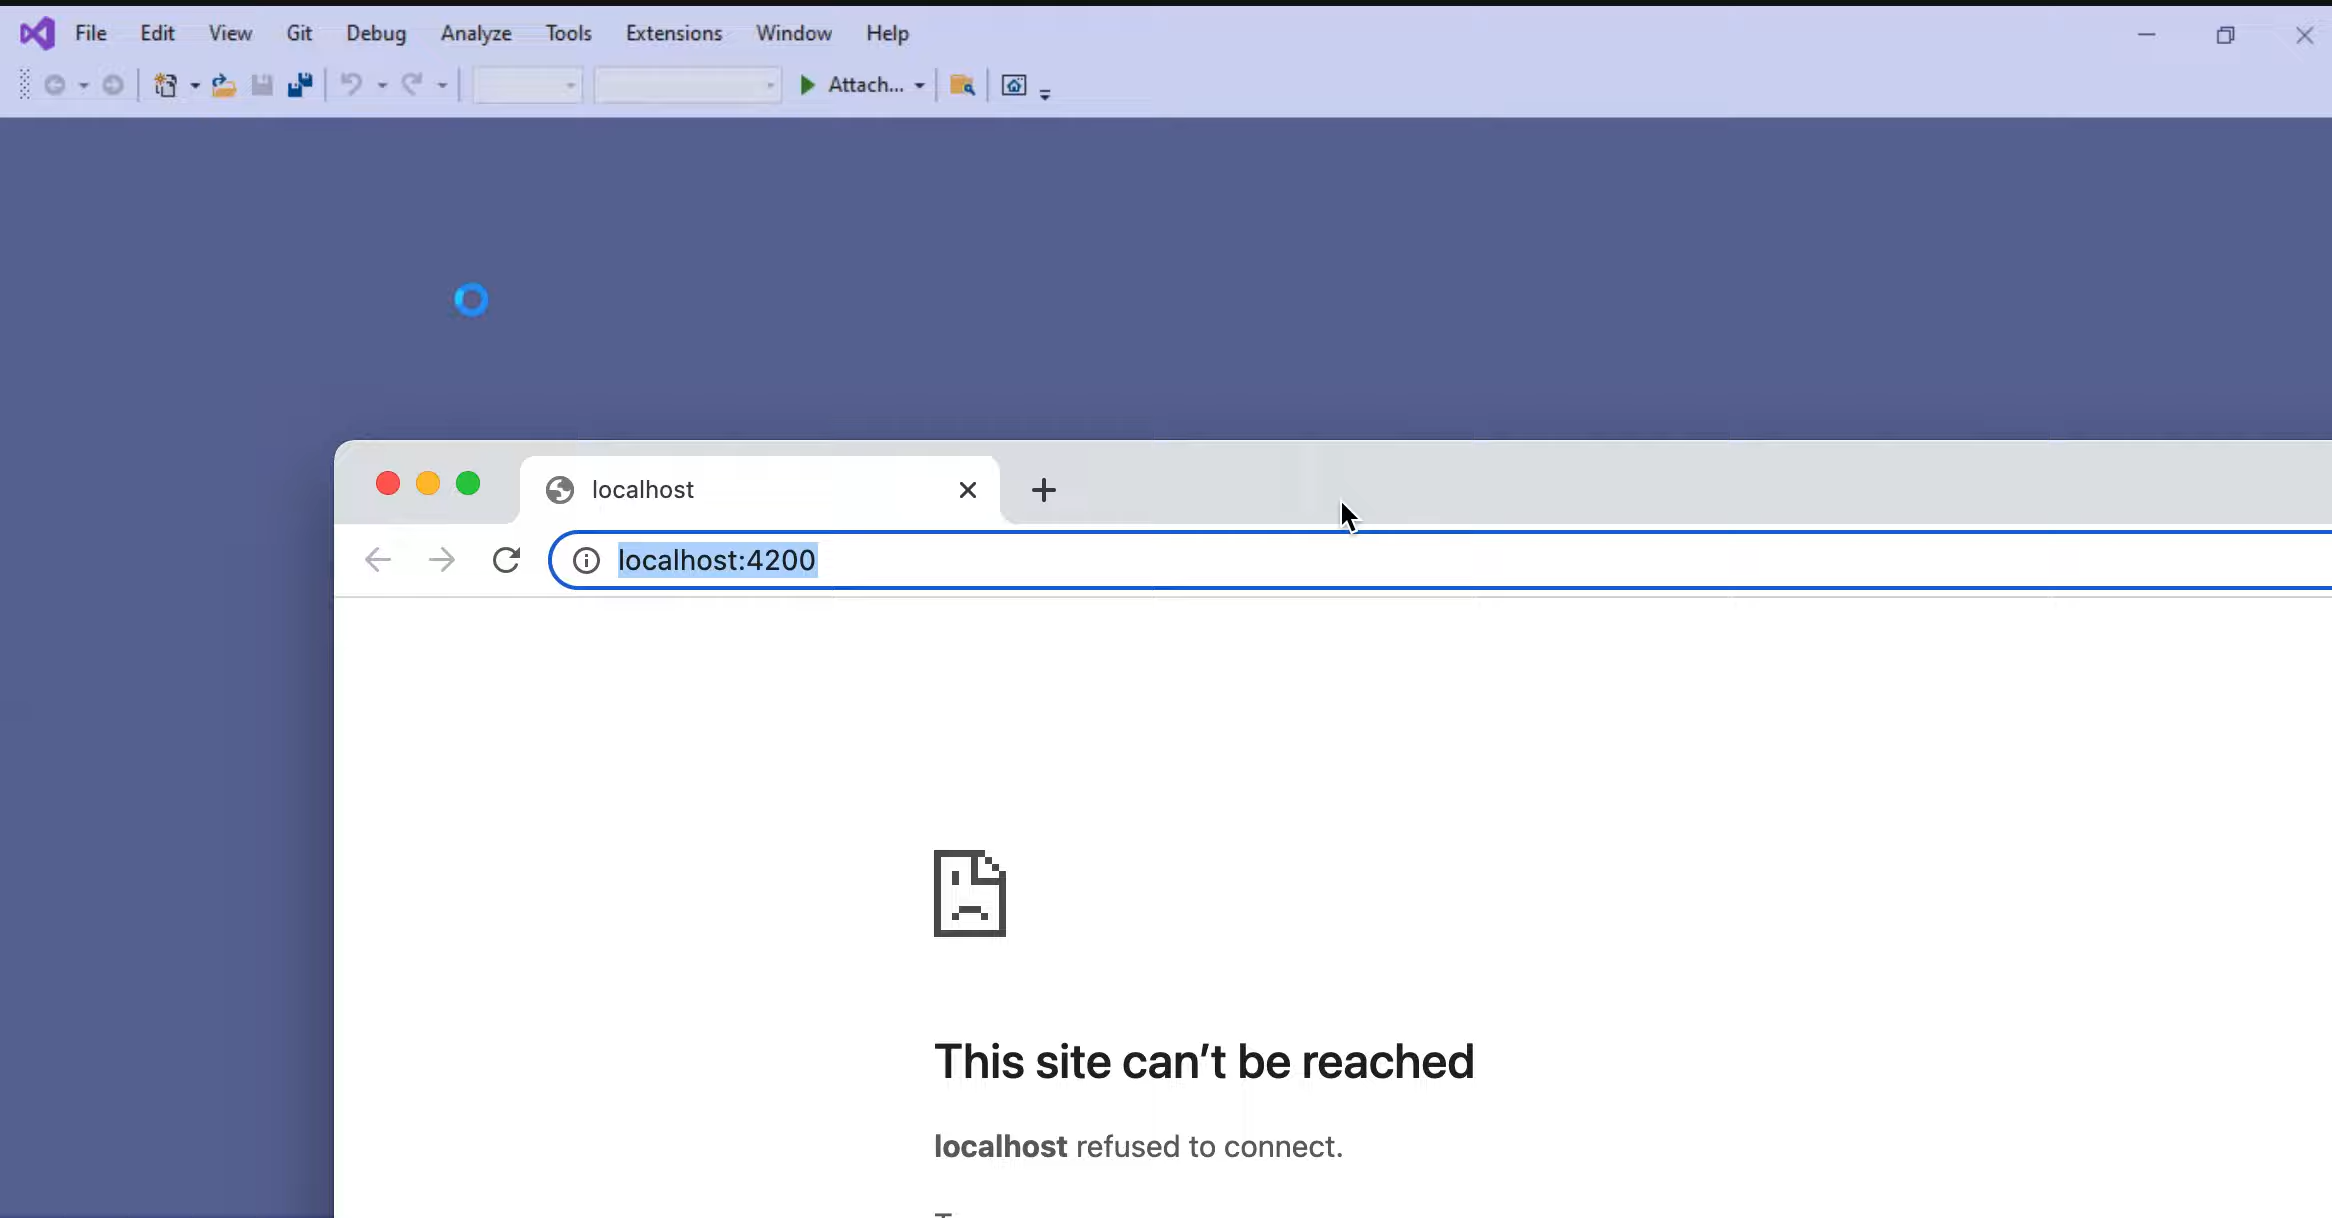 File Edit View Git Debug Analyze Tools Extensions Window Help
Attach...
localhost
localhost:4200
This site can’t be reached
localhost refused to connect.